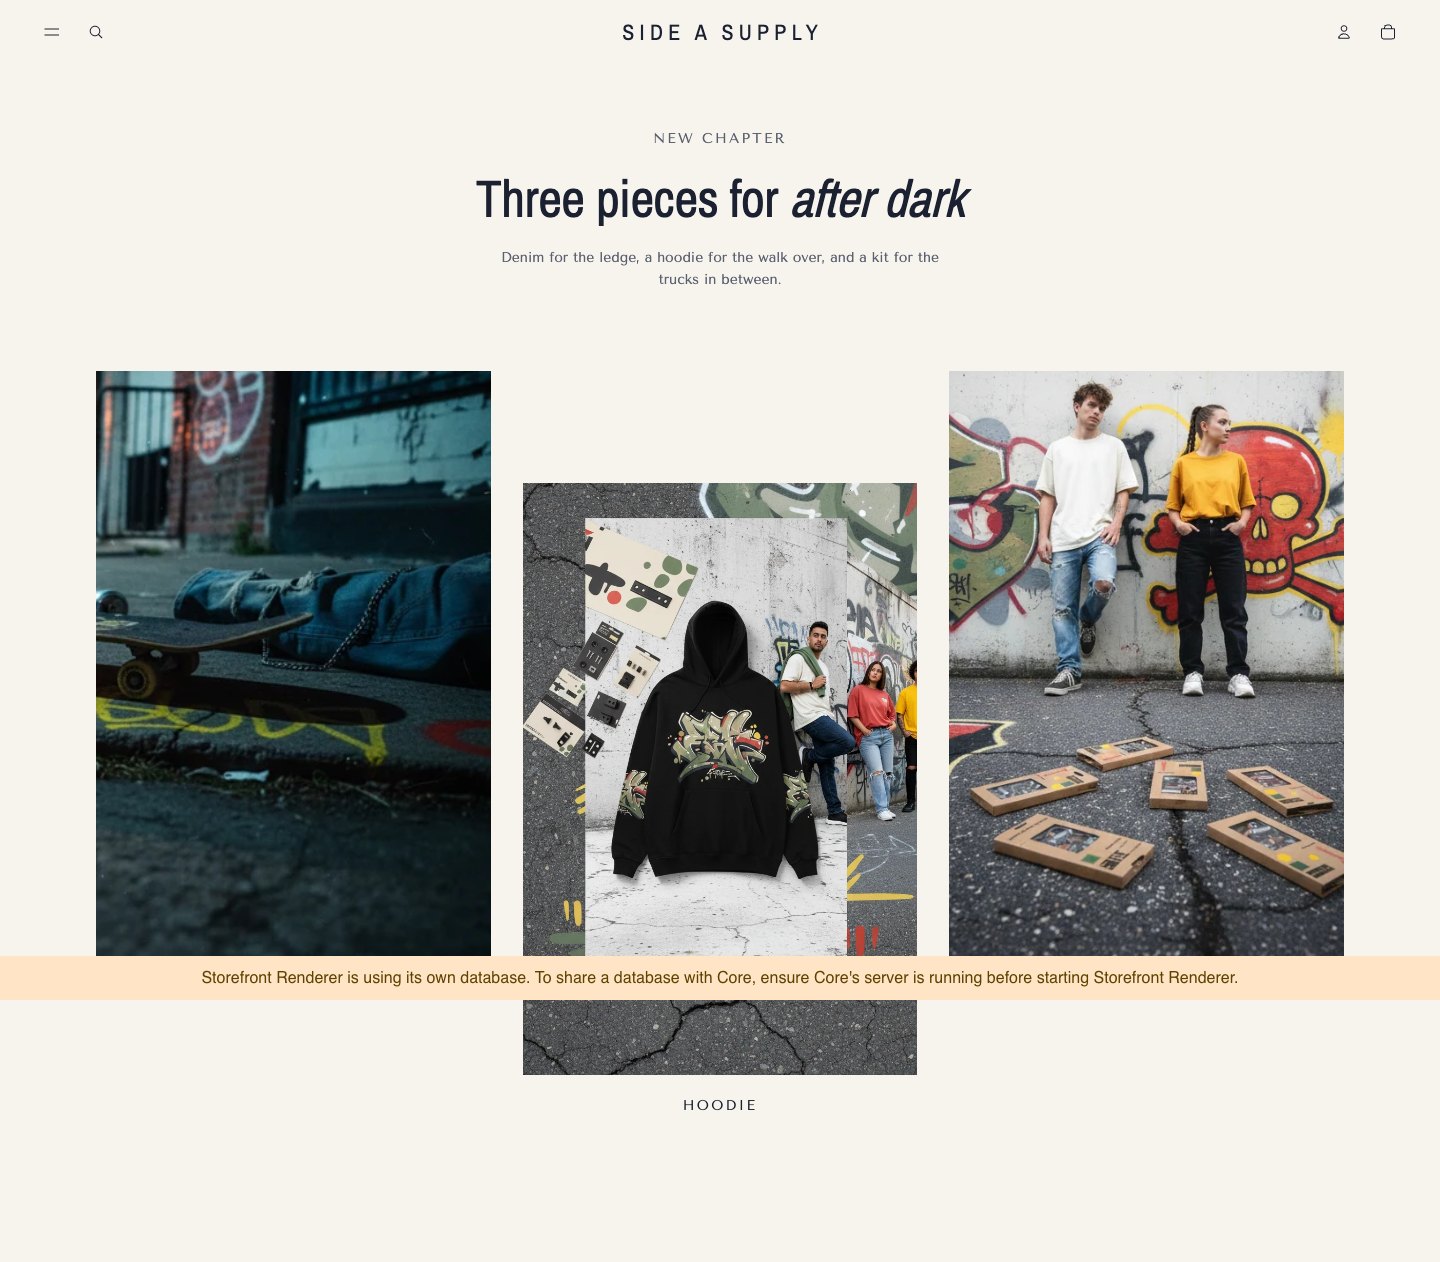 SIDE A SUPPLY
NEW CHAPTER
Three pieces for after dark
Denim for the ledge, a hoodie for the walk over, and a kit for the
trucks in between.
Storefront Renderer is using its own database. To share a database with Core, ensure Core's server is running before starting Storefront Renderer.
HOODIE